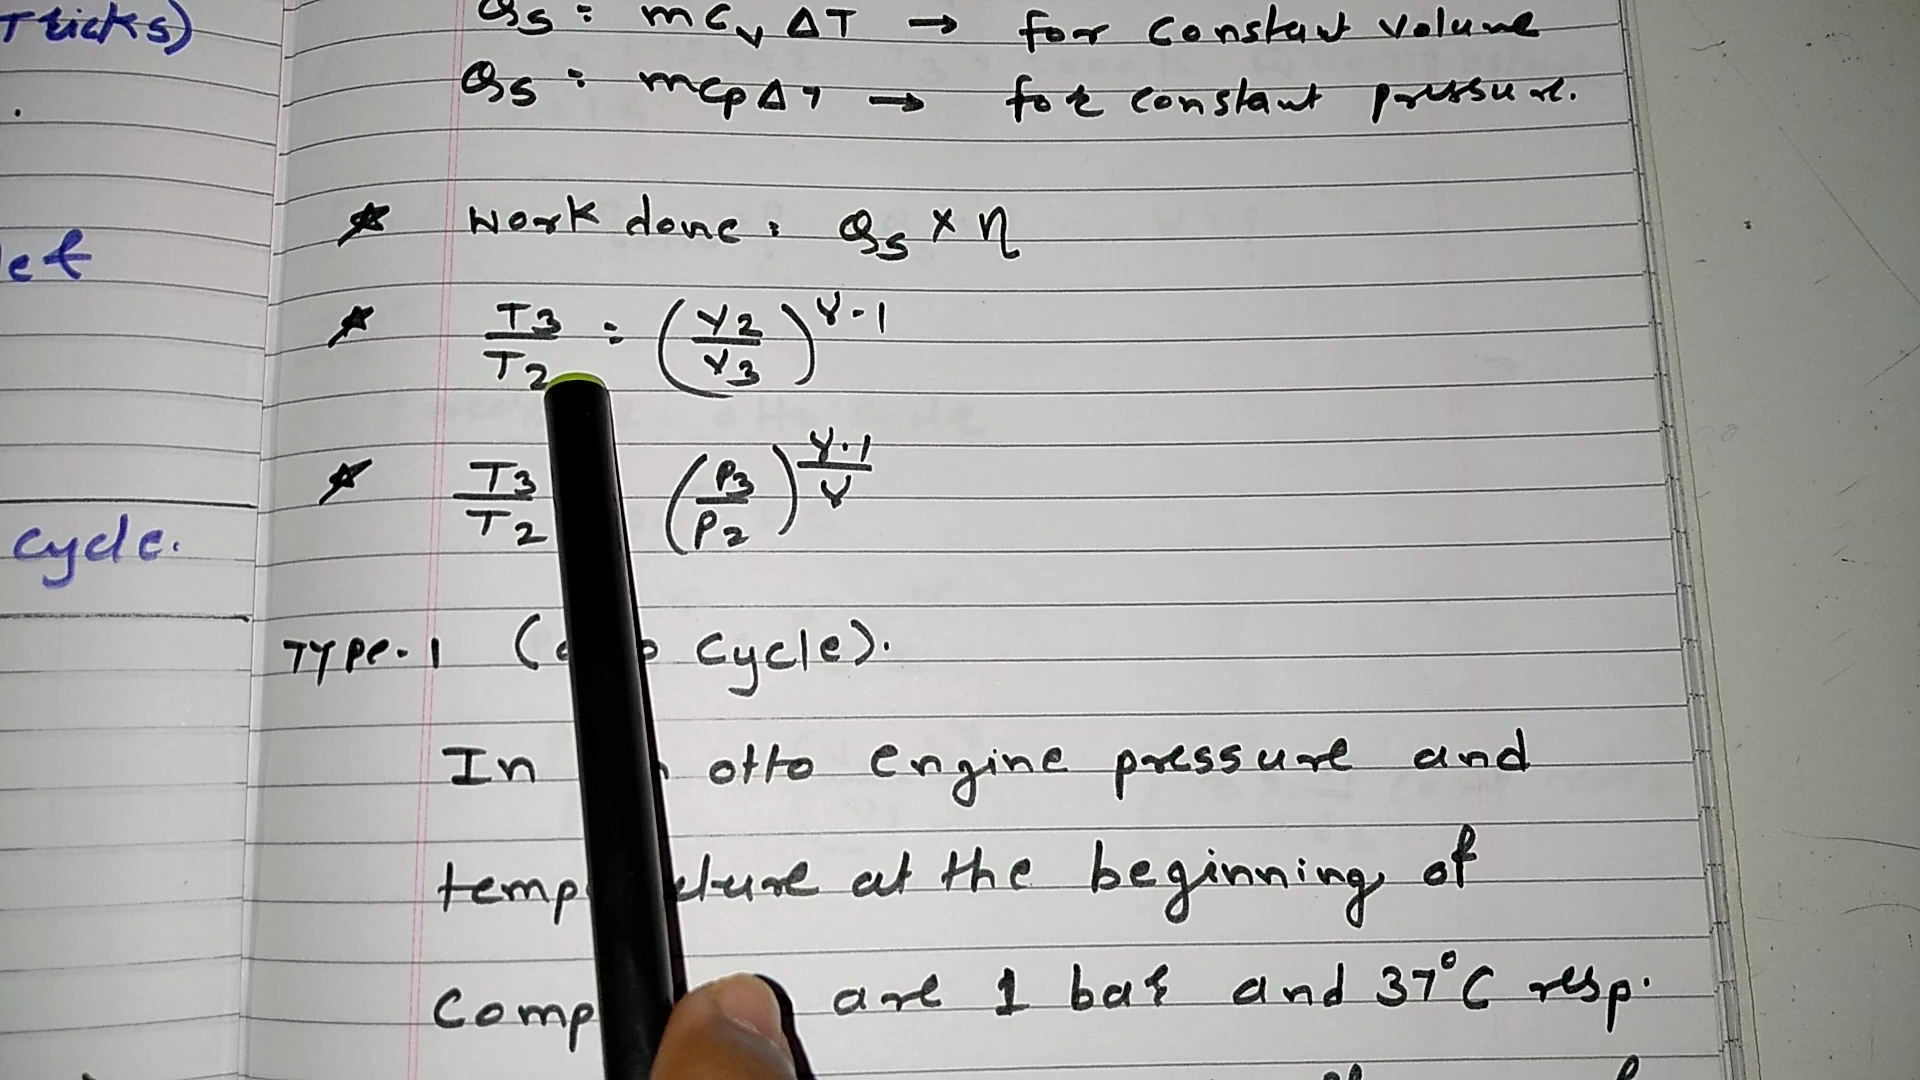 Tricks)
et
cycle.
Qs = mCv ΔT → for constant volume
Qs = mCp ΔT → for constant pressure.
* Work done = Qs × η
* T3/T2 = (V2/V3)^γ-1
* T3/T2 (P3/P2)^γ-1/γ
TYPE-1 ( cycle).
In otto engine pressure and
temp at the beginning of
Comp are 1 bar and 37°C resp.